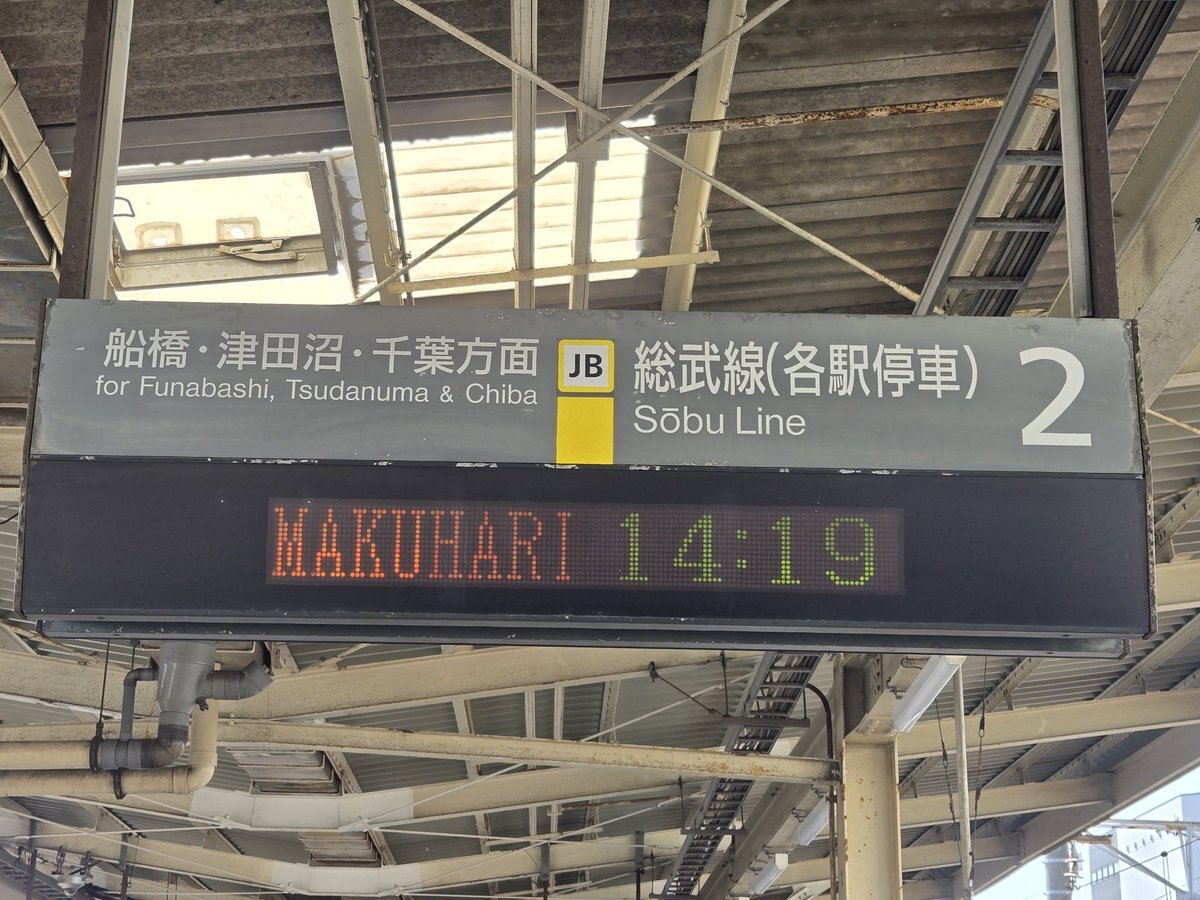 船橋・津田沼・千葉方面
for Funabashi, Tsudanuma & Chiba
JB
総武線(各駅停車)
Sōbu Line
2
MAKUHARI 14:19